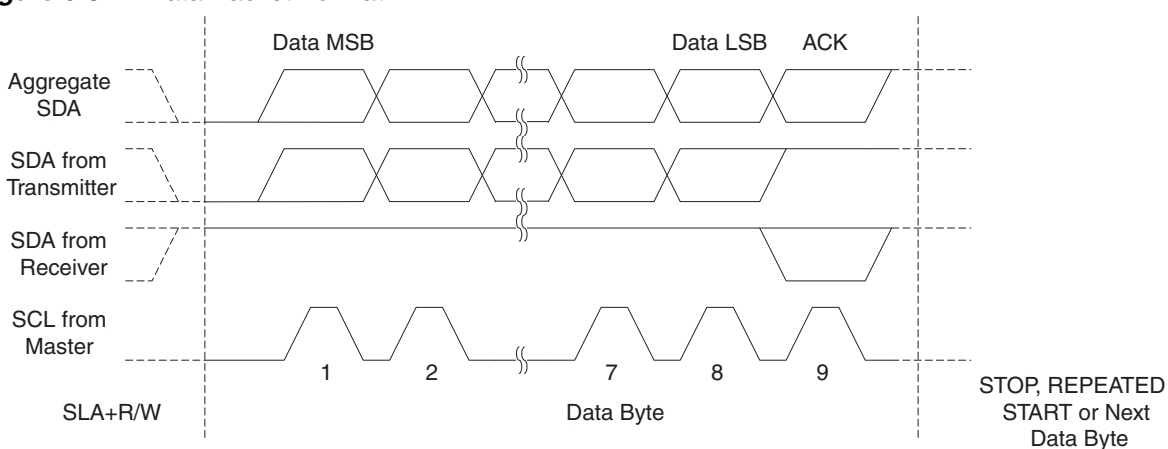 Data MSB
Data LSB
ACK
Aggregate
SDA
SDA from
Transmitter
SDA from
Receiver
SCL from
Master
1
2
7
8
9
SLA+R/W
Data Byte
STOP, REPEATED
START or Next
Data Byte